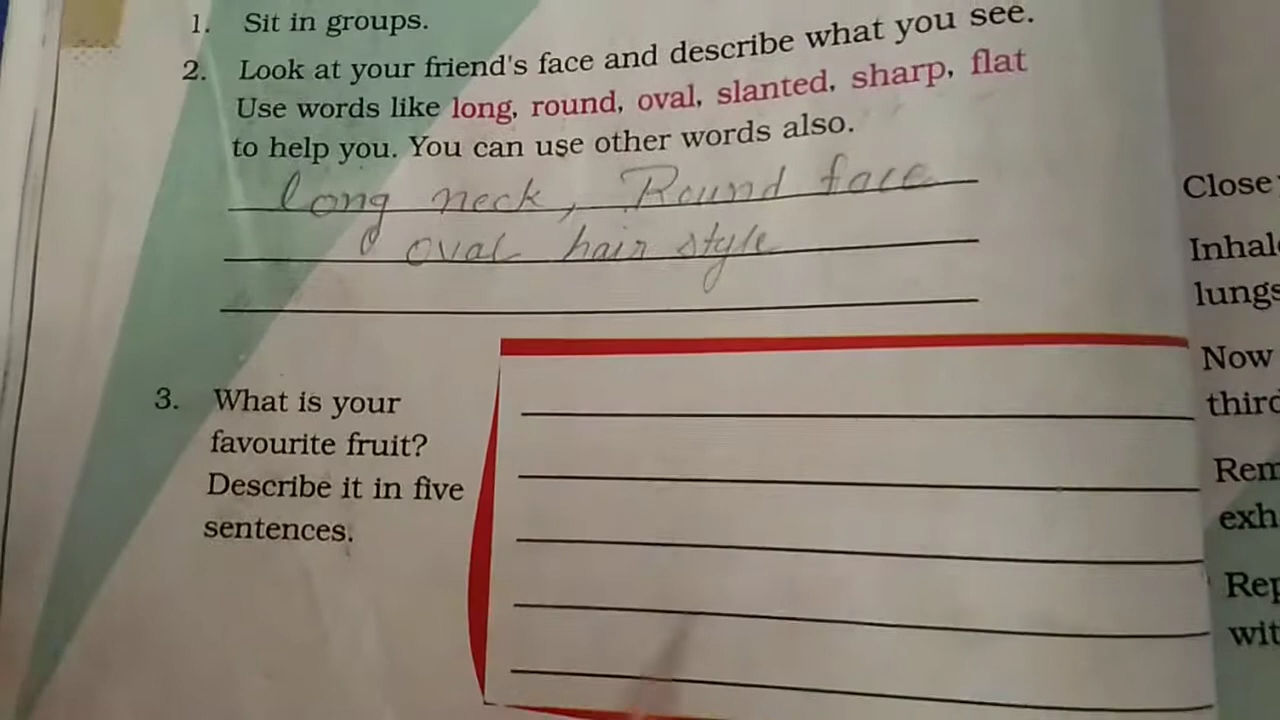 1. Sit in groups.
2. Look at your friend's face and describe what you see.
Use words like long, round, oval, slanted, sharp, flat
to help you. You can use other words also.
long neck, Round face
oval hair style
3. What is your
favourite fruit?
Describe it in five
sentences.
Close
Inhale
lungs
Now
third
Rem
exh
Rep
wit